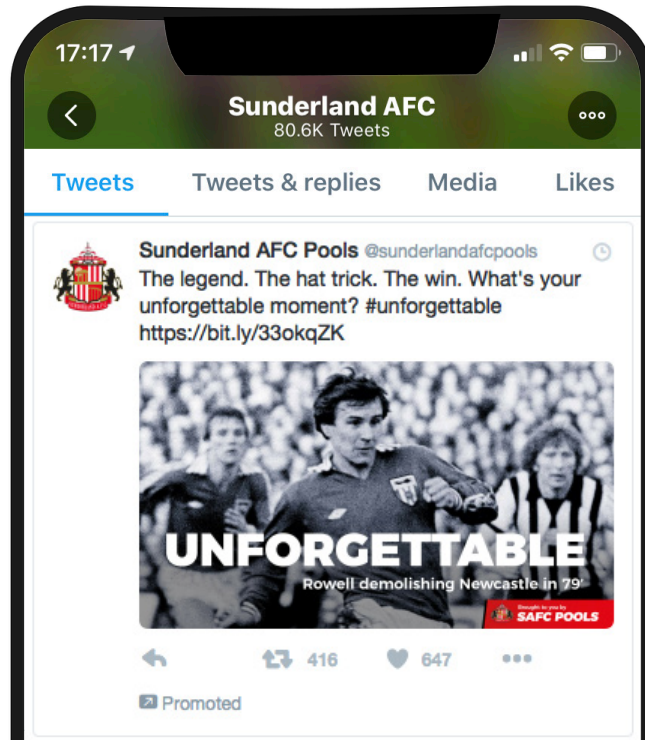 17:17
Sunderland AFC
80.6K Tweets
Tweets Tweets & replies Media Likes
Sunderland AFC Pools @sunderlandafcpools
The legend. The hat trick. The win. What's your
unforgettable moment? #unforgettable
https://bit.ly/33okqZK
UNFORGETTABLE
Rowell demolishing Newcastle in 79'
Brought to you by
SAFC POOLS
416 647
Promoted